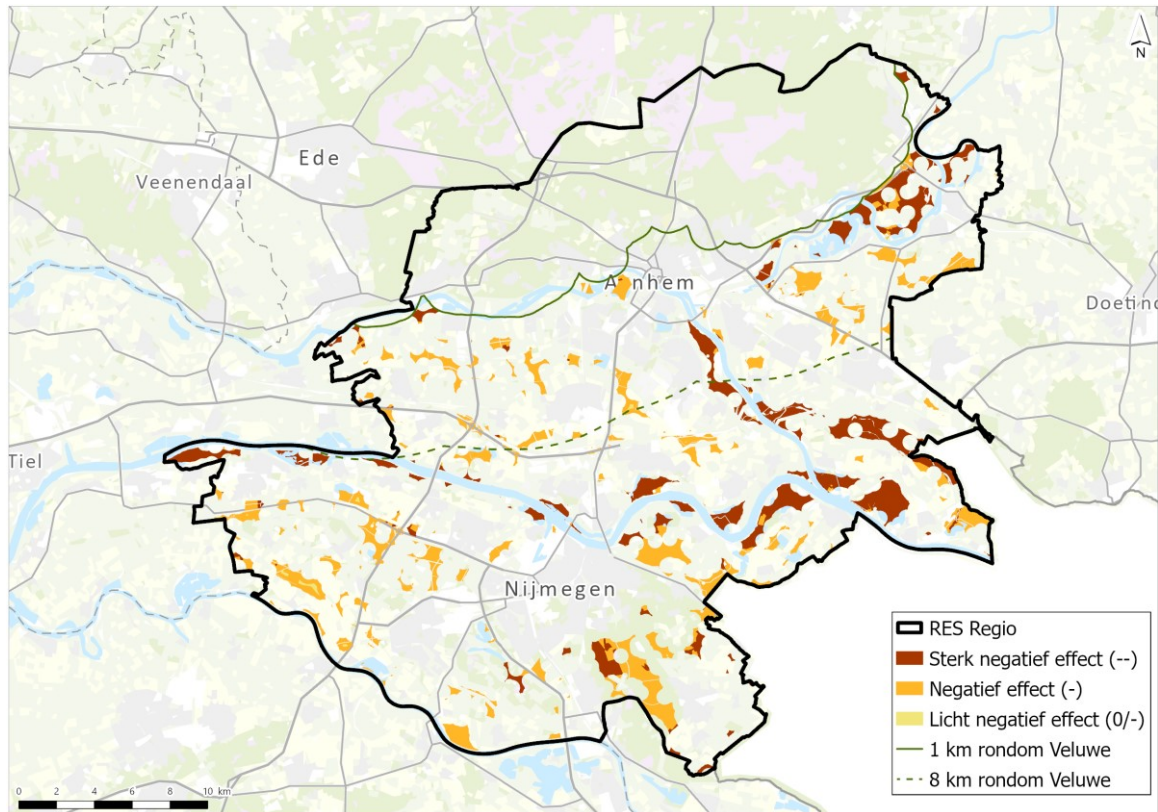 N
Ede
Veenendaal
Arnhem
Doetinc
Tiel
Nijmegen
RES Regio
Sterk negatief effect (--)
Negatief effect (-)
Licht negatief effect (0/-)
1 km rondom Veluwe
8 km rondom Veluwe
0 2 4 6 8 10 km